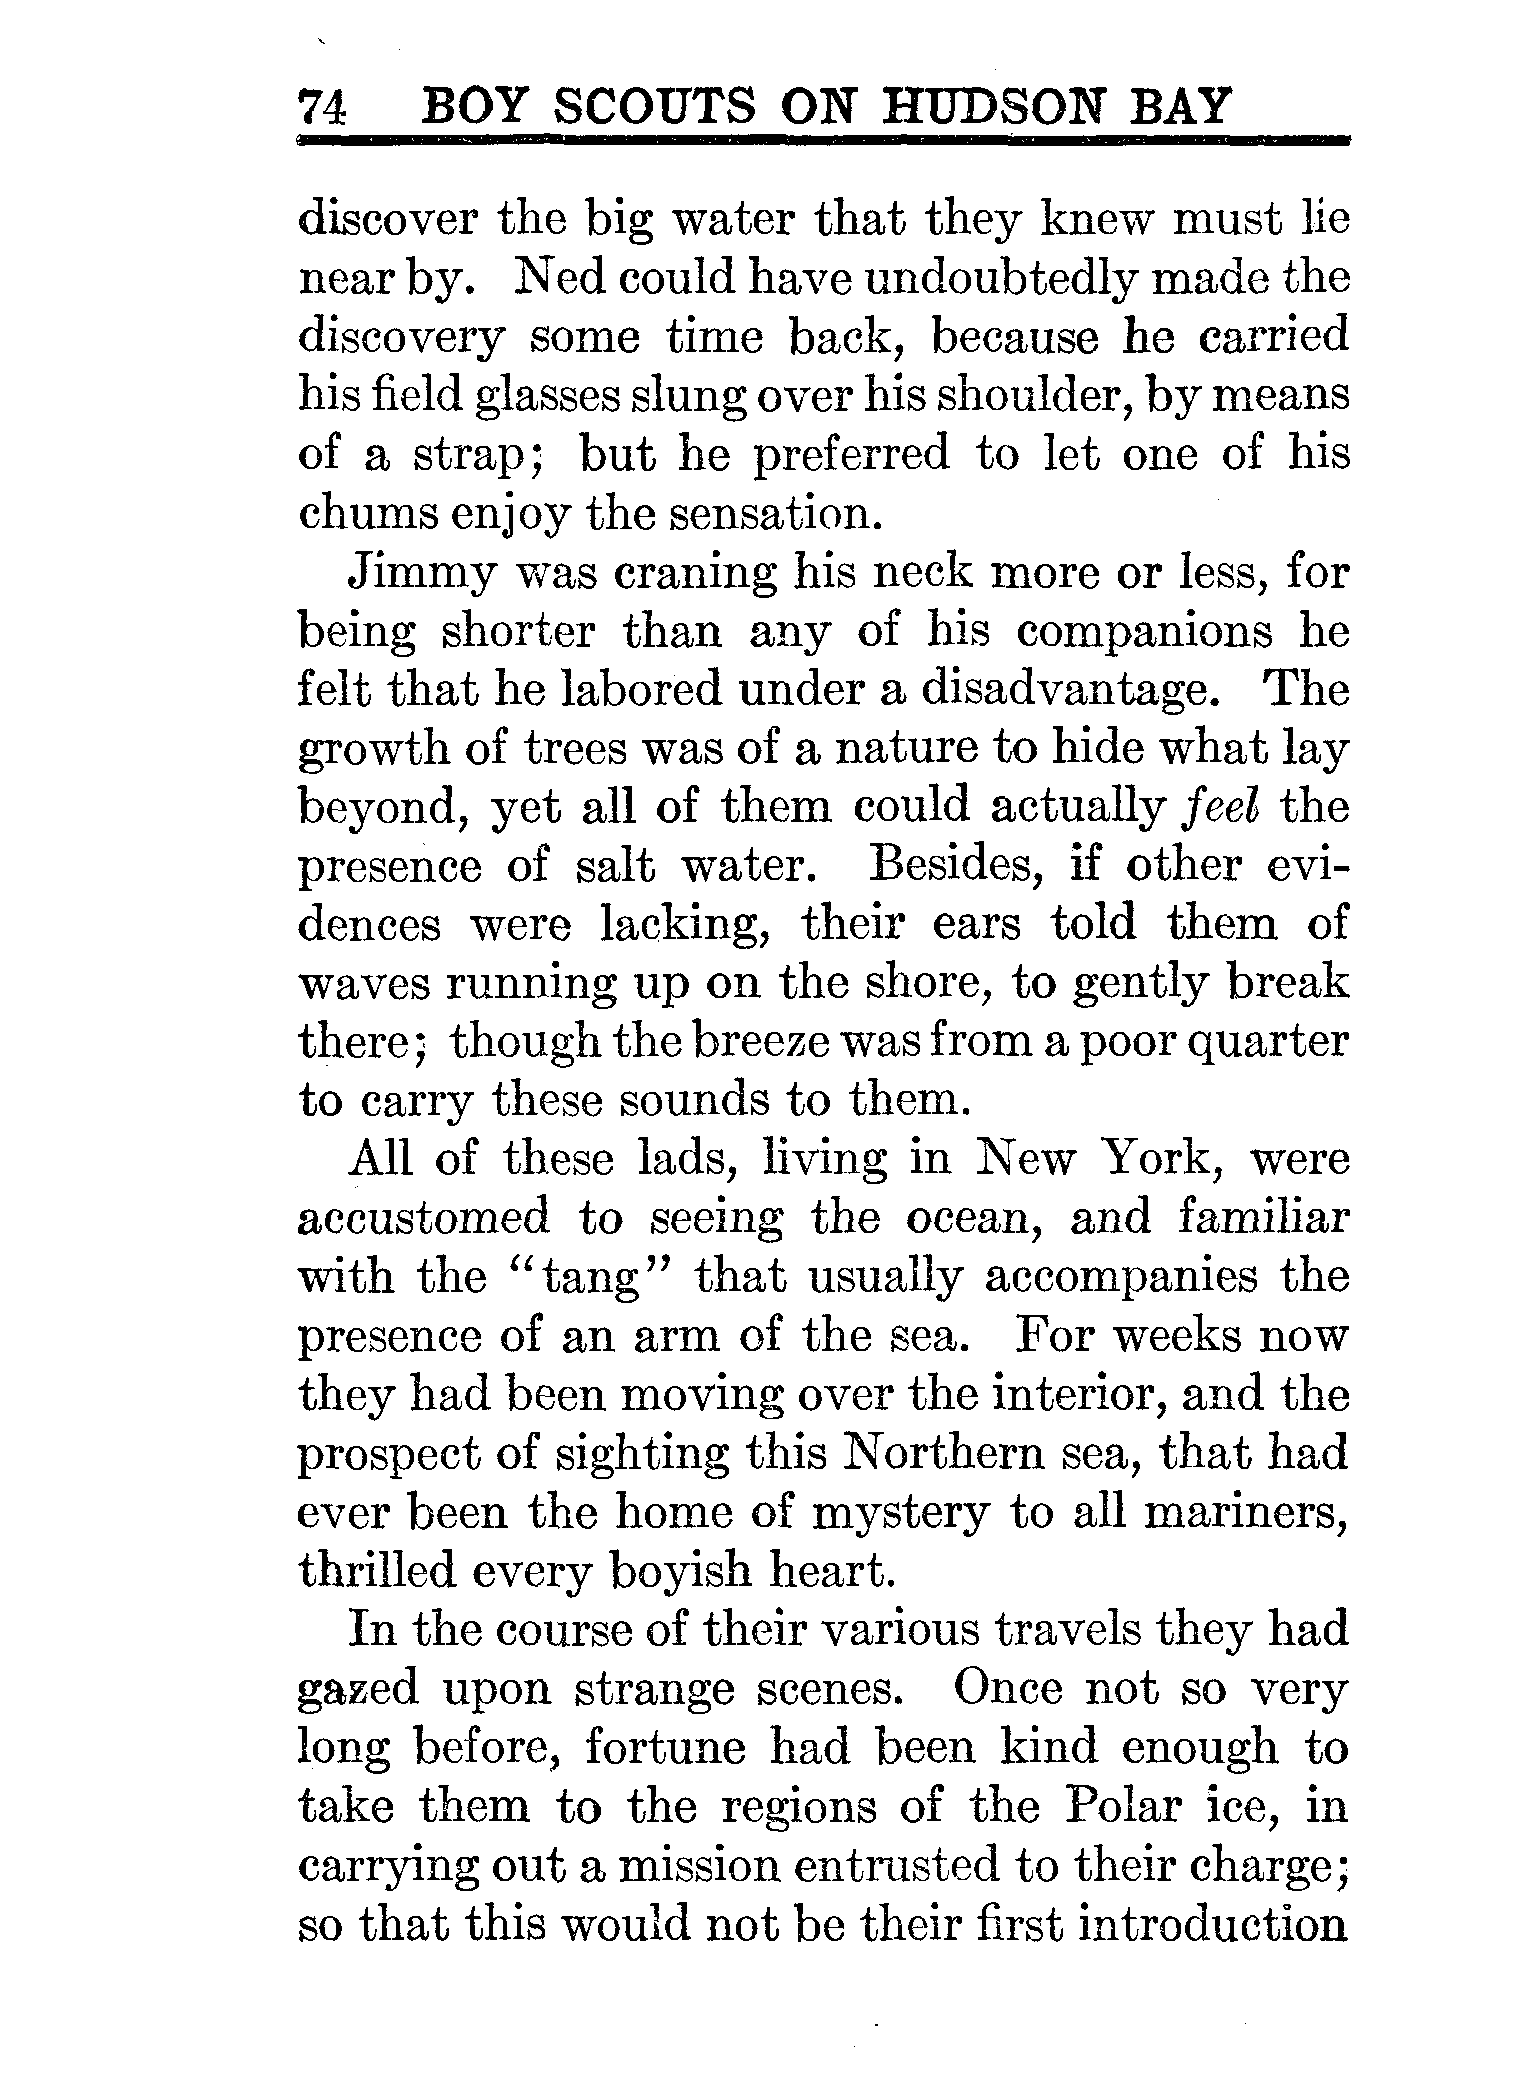 74 BOY SCOUTS ON HUDSON BAY
discover the big water that they knew must lie
near by. Ned could have undoubtedly made the
discovery some time back, because he carried
his field glasses slung over his shoulder, by means
of a strap; but he preferred to let one of his
chums enjoy the sensation.
Jimmy was craning his neck more or less, for
being shorter than any of his companions he
felt that he labored under a disadvantage. The
growth of trees was of a nature to hide what lay
beyond, yet all of them could actually feel the
presence of salt water. Besides, if other evi-
dences were lacking, their ears told them of
waves running up on the shore, to gently break
there; though the breeze was from a poor quarter
to carry these sounds to them.
All of these lads, living in New York, were
accustomed to seeing the ocean, and familiar
with the “tang” that usually accompanies the
presence of an arm of the sea. For weeks now
they had been moving over the interior, and the
prospect of sighting this Northern sea, that had
ever been the home of mystery to all mariners,
thrilled every boyish heart.
In the course of their various travels they had
gazed upon strange scenes. Once not so very
long before, fortune had been kind enough to
take them to the regions of the Polar ice, in
carrying out a mission entrusted to their charge;
so that this would not be their first introduction